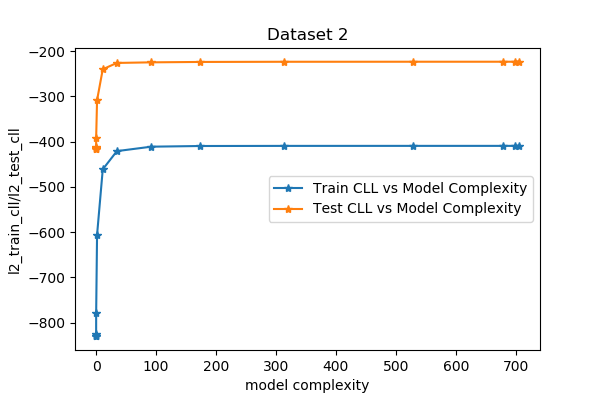 Dataset 2
l2_train_cll/l2_test_cll
−200
−300
−400
−500
−600
−700
−800
Train CLL vs Model Complexity
Test CLL vs Model Complexity
0 100 200 300 400 500 600 700
model complexity